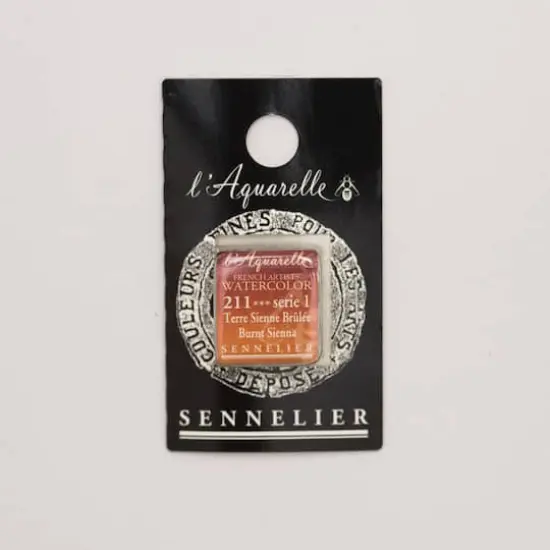 l'Aquarelle
COULEURS FINES POUR LES ARTS
l'Aquarelle
FRENCH ARTISTS'
WATERCOLOR
211 *** serie 1
Terre Sienne Brûlée
Burnt Sienna
SENNELIER
DÉPOSÉ
SENNELIER